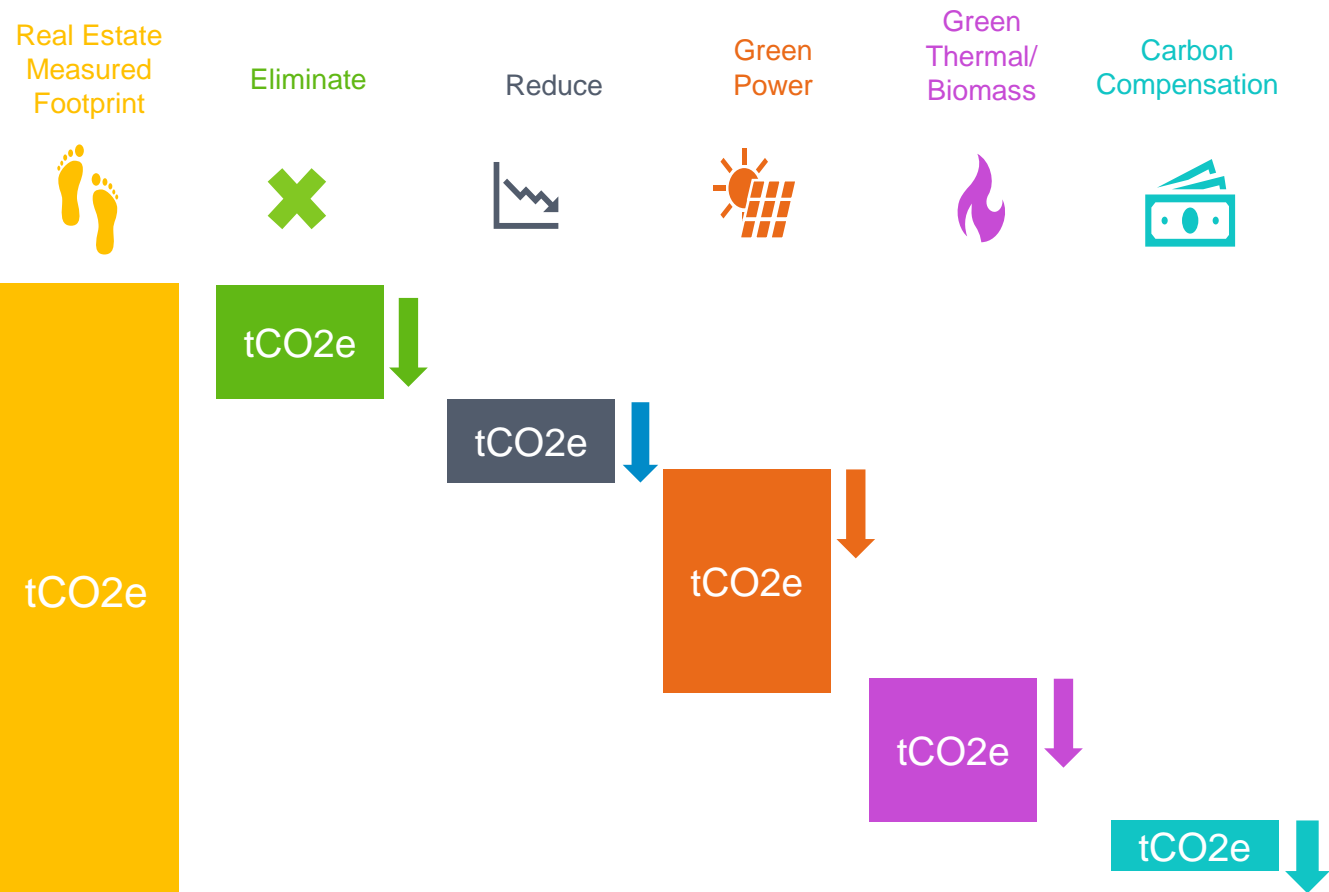 Real Estate
Measured
Footprint
Eliminate
Reduce
Green
Power
Green
Thermal/
Biomass
Carbon
Compensation
tCO2e
tCO2e
tCO2e
tCO2e
tCO2e
tCO2e